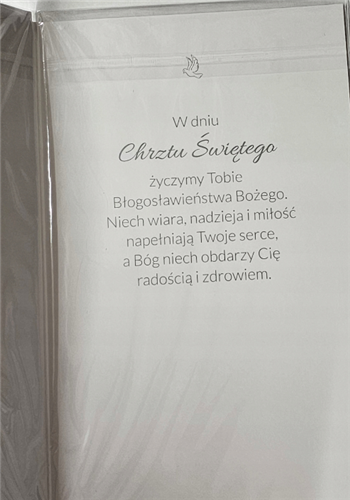 W dniu
Chrztu Świętego
życzymy Tobie
Błogosławieństwa Bożego.
Niech wiara, nadzieja i miłość
napełniają Twoje serce,
a Bóg niech obdarzy Cię
radością i zdrowiem.